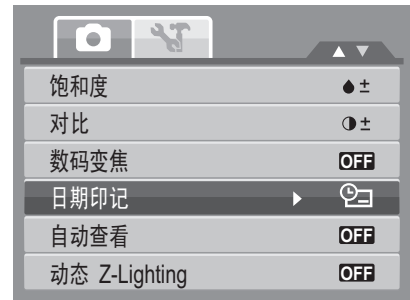 饱和度 ±
对比 ±
数码变焦 OFF
日期印记
自动查看 OFF
动态 Z-Lighting OFF